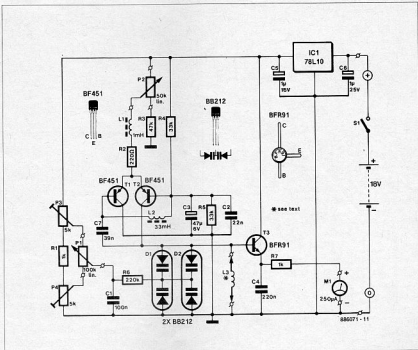 IC1
78L10
C5
1µ
16V
C6
1µ
25V
P2
50k
lin.
BF451
C B
E
BB212
L1
1mH
R3
47k
R4
33k
BFR91
C
E
B
S1
R2
220Ω
BF451
T1
T2
BF451
18V
* see text
P3
5k
C7
39n
L2
33mH
C3
47µ
6V
R5
33k
C2
22n
T3
BFR91
R1
1k
P1
100k
lin.
D1
D2
R6
220k
L3
*
R7
1k
M1
250µA
P4
5k
C1
100n
C4
220n
2X BB212
886071 - 11